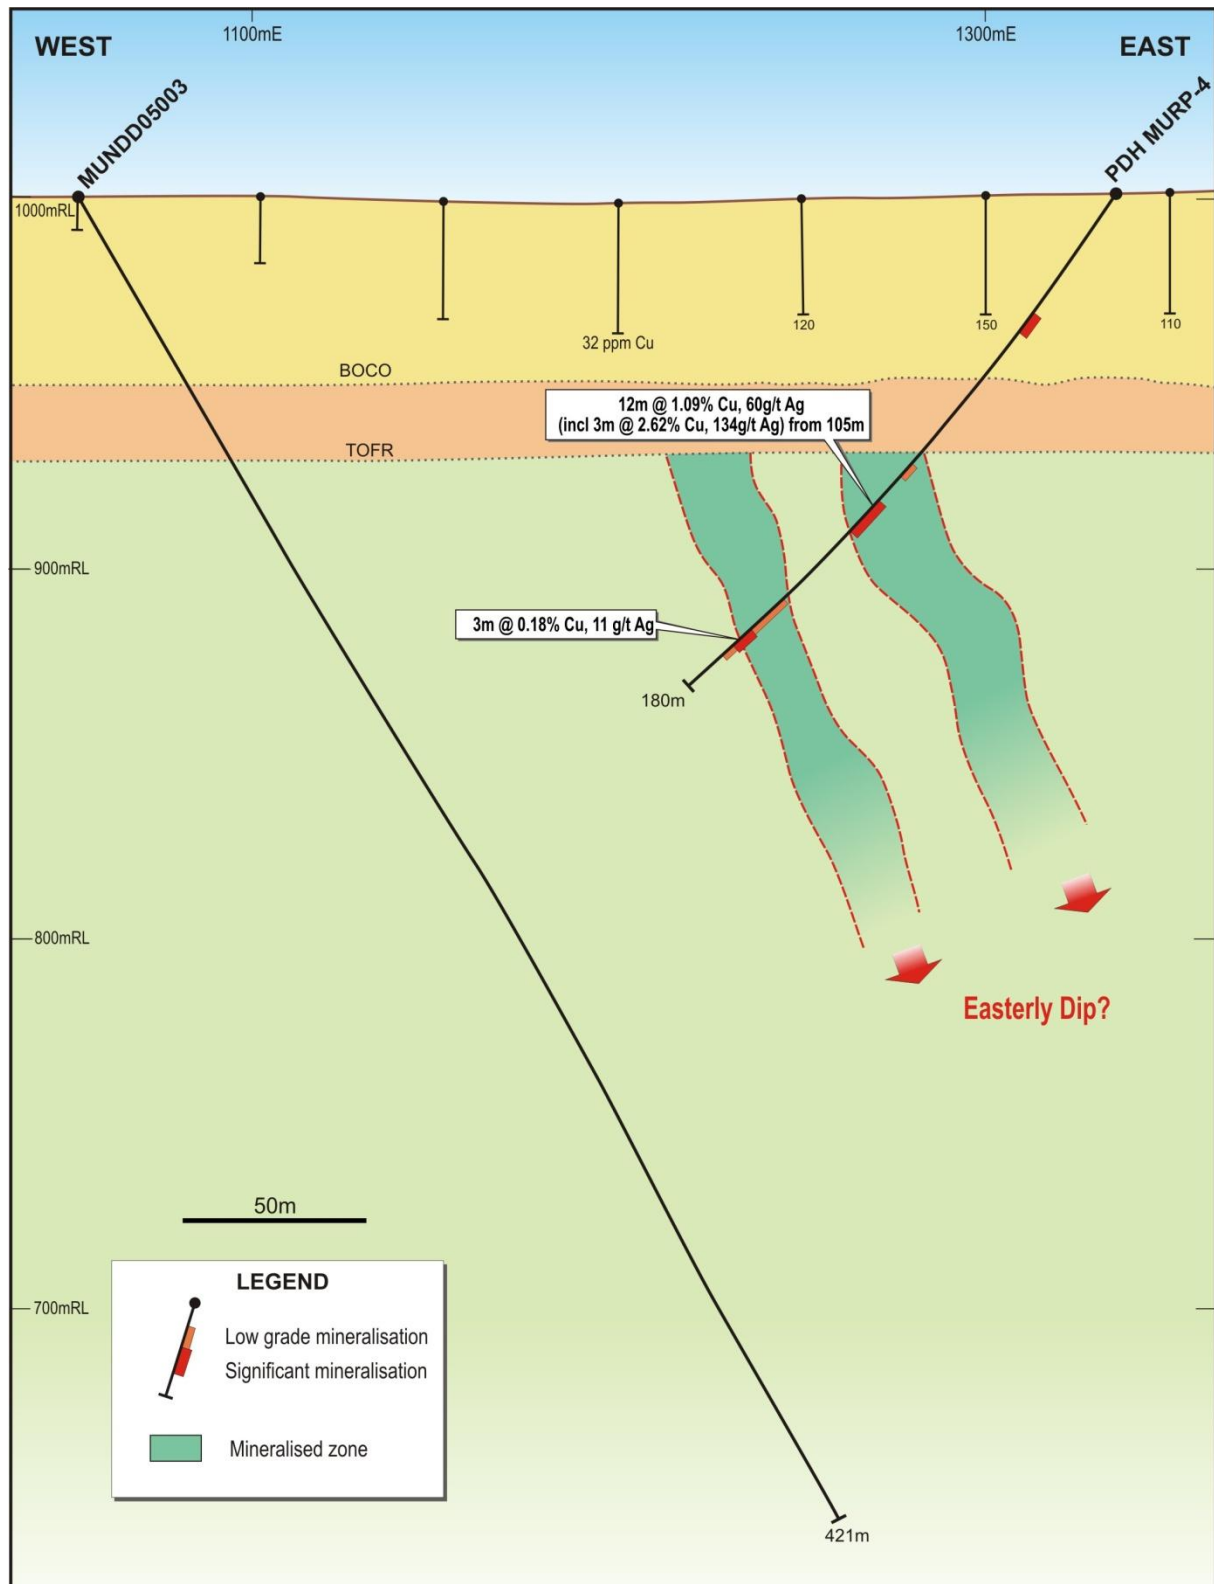 1100mE
1300mE
WEST
EAST
MUNDD05003
PDH MURP-4
1000mRL
120
150
110
32 ppm Cu
BOCO
12m @ 1.09% Cu, 60g/t Ag
(incl 3m @ 2.62% Cu, 134g/t Ag) from 105m
TOFR
900mRL
3m @ 0.18% Cu, 11 g/t Ag
180m
800mRL
Easterly Dip?
50m
LEGEND
Low grade mineralisation
Significant mineralisation
Mineralised zone
700mRL
421m